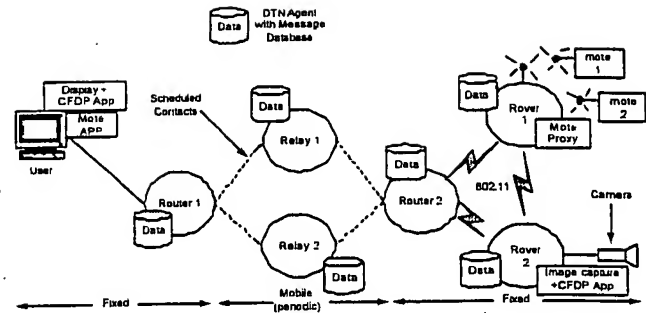 Data
DTN Agent
with Message
Database
Display +
CFDP App
Mote APP
User
Scheduled
Contacts
Data
Relay 1
Router 1
Data
Relay 2
Data
Data
Router 2
Data
Rover
1
Mote
Proxy
mote
1
mote
2
802.11
Camera
Rover
2
Data
Image capture
+CFDP App
Fixed
Mobile
(periodic)
Fixed